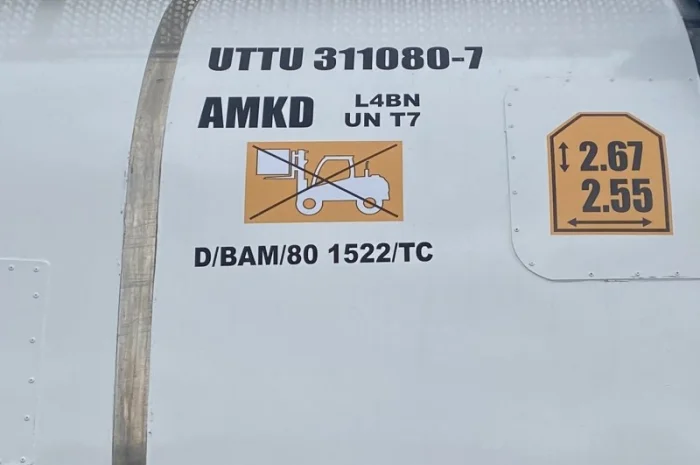 UTTU 311080-7
AMKD
L4BN
UN T7
2.67
2.55
D/BAM/80 1522/TC